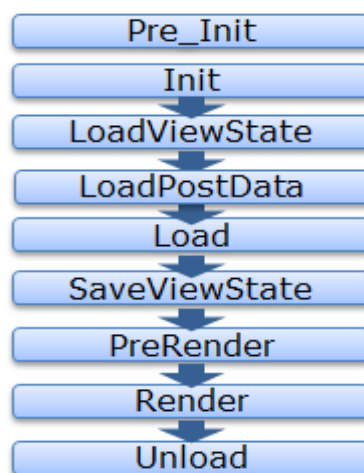 Pre_Init
Init
LoadViewState
LoadPostData
Load
SaveViewState
PreRender
Render
Unload